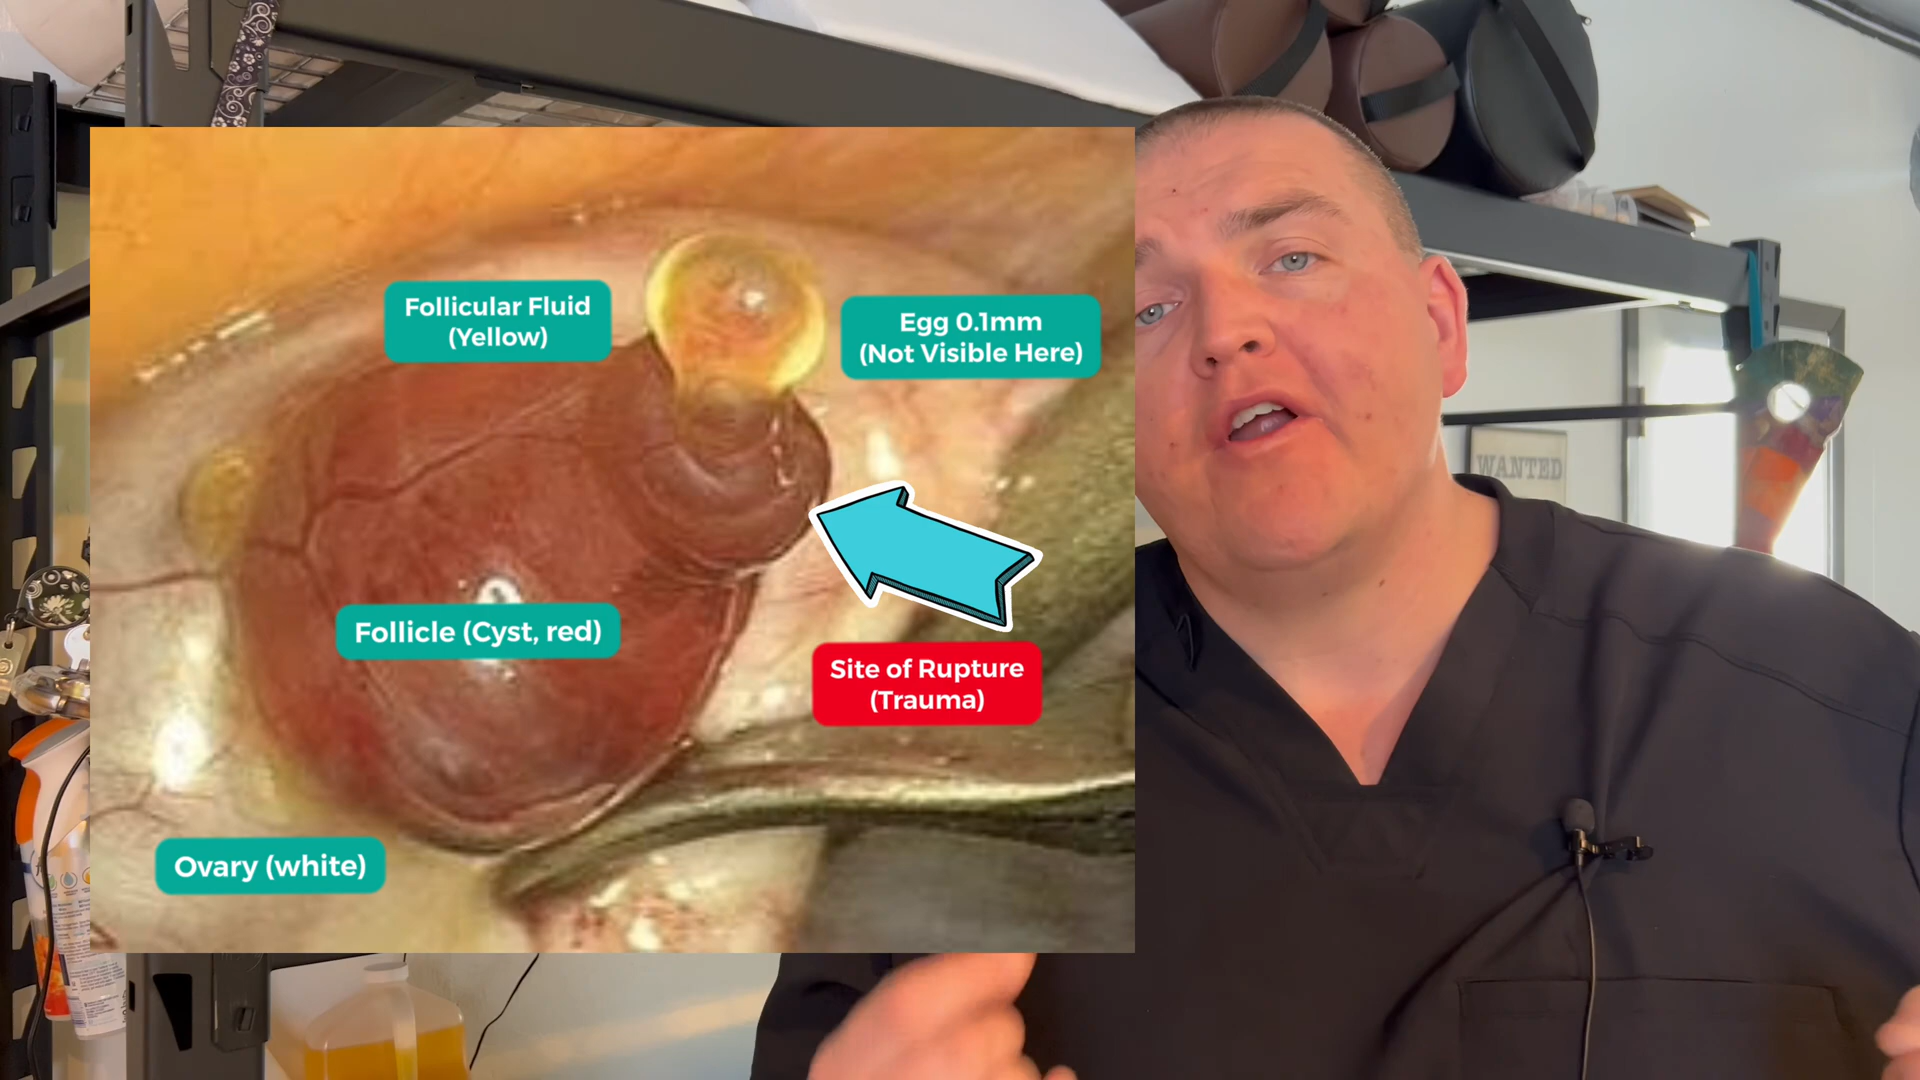 Follicular Fluid
(Yellow)
Egg 0.1mm
(Not Visible Here)
Follicle (Cyst, red)
Site of Rupture
(Trauma)
Ovary (white)
WANTED